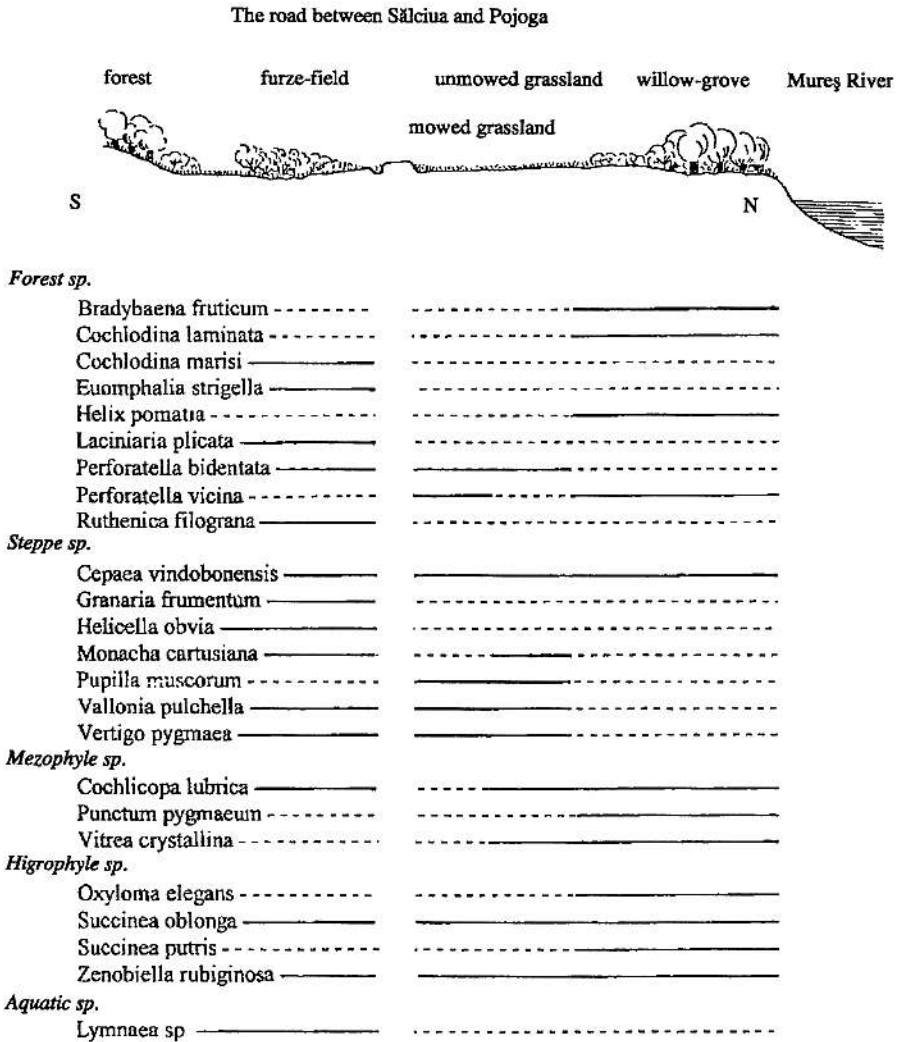 The road between Sălciua and Pojoga
forest furze-field unmowed grassland willow-grove Mureş River
mowed grassland
S N
Forest sp.
Bradybaena fruticum
Cochlodina laminata
Cochlodina marisi
Euomphalia strigella
Helix pomatia
Laciniaria plicata
Perforatella bidentata
Perforatella vicina
Ruthenica filograna
Steppe sp.
Cepaea vindobonensis
Granaria frumentum
Helicella obvia
Monacha cartusiana
Pupilla muscorum
Vallonia pulchella
Vertigo pygmaea
Mezophyle sp.
Cochlicopa lubrica
Punctum pygmaeum
Vitrea crystallina
Higrophyle sp.
Oxyloma elegans
Succinea oblonga
Succinea putris
Zenobiella rubiginosa
Aquatic sp.
Lymnaea sp